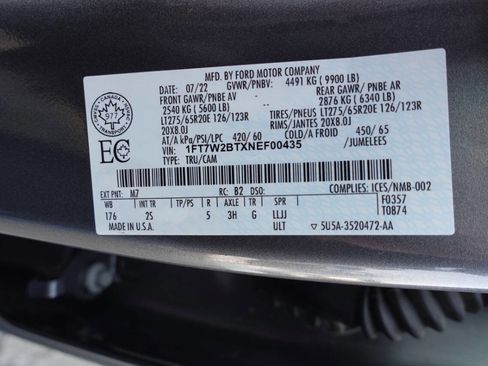 MFD. BY FORD MOTOR COMPANY
07/22 GVWR/PNBV: 4491 KG ( 9900 LB)
FRONT GAWR/PNBE AV REAR GAWR/PNBE AR
2540 KG ( 5600 LB) 2876 KG ( 6340 LB)
LT275/65R20E 126/123R TIRES/PNEUS LT275/65R20E 126/123R
20X8.0J RIMS/JANTES 20X8.0J
AT/A kPa/PSI/LPC 420/ 60 COLD/A FROID 450/ 65
VIN: 1FT7W2BTXNEF00435 /JUMELEES
TYPE: TRU/CAM
CANADA
977
TRANSPORT
EC
EXT PNT: M7 RC: B2 DSO: COMPLIES: ICES/NMB-002
WB INT TR TP/PS R AXLE TR SPR F0357
176 2S 5 3H G LLJJ T0874
MADE IN U.S.A. ULT ▽ 5U5A-3520472-AA